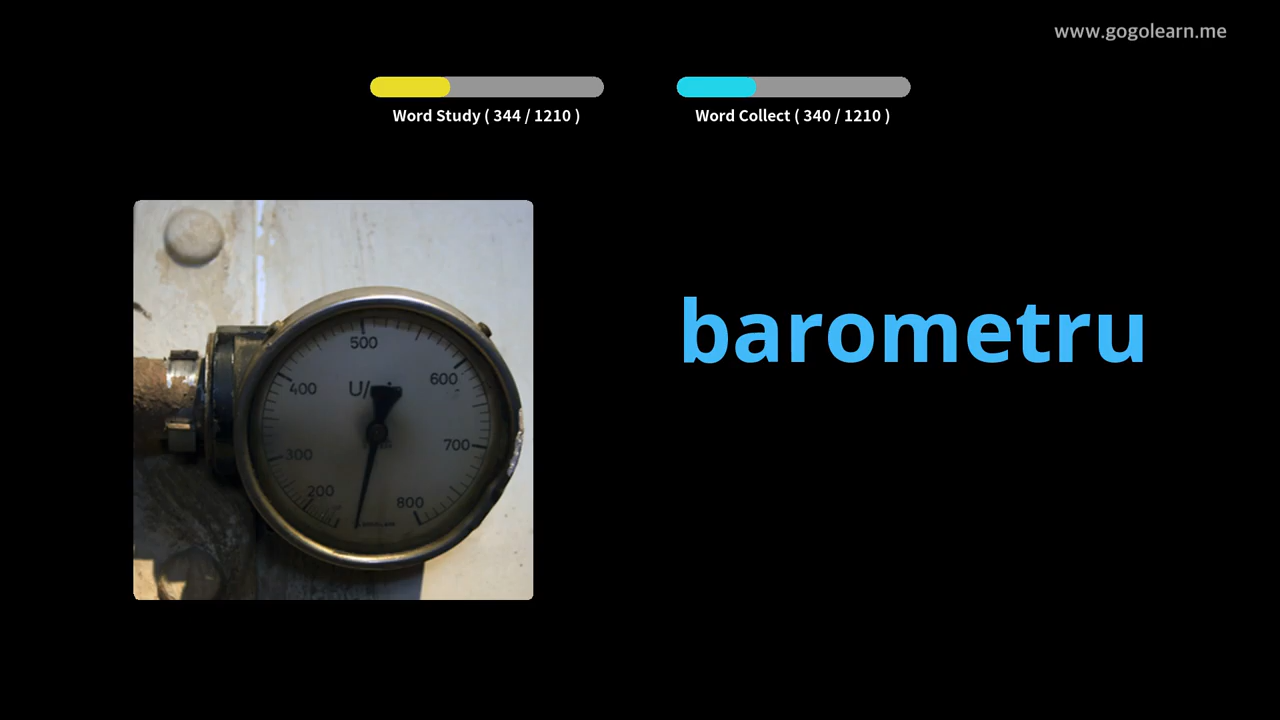 www.gogolearn.me
Word Study ( 344 / 1210 )
Word Collect ( 340 / 1210 )
barometru
500
400
600
300
700
200
800